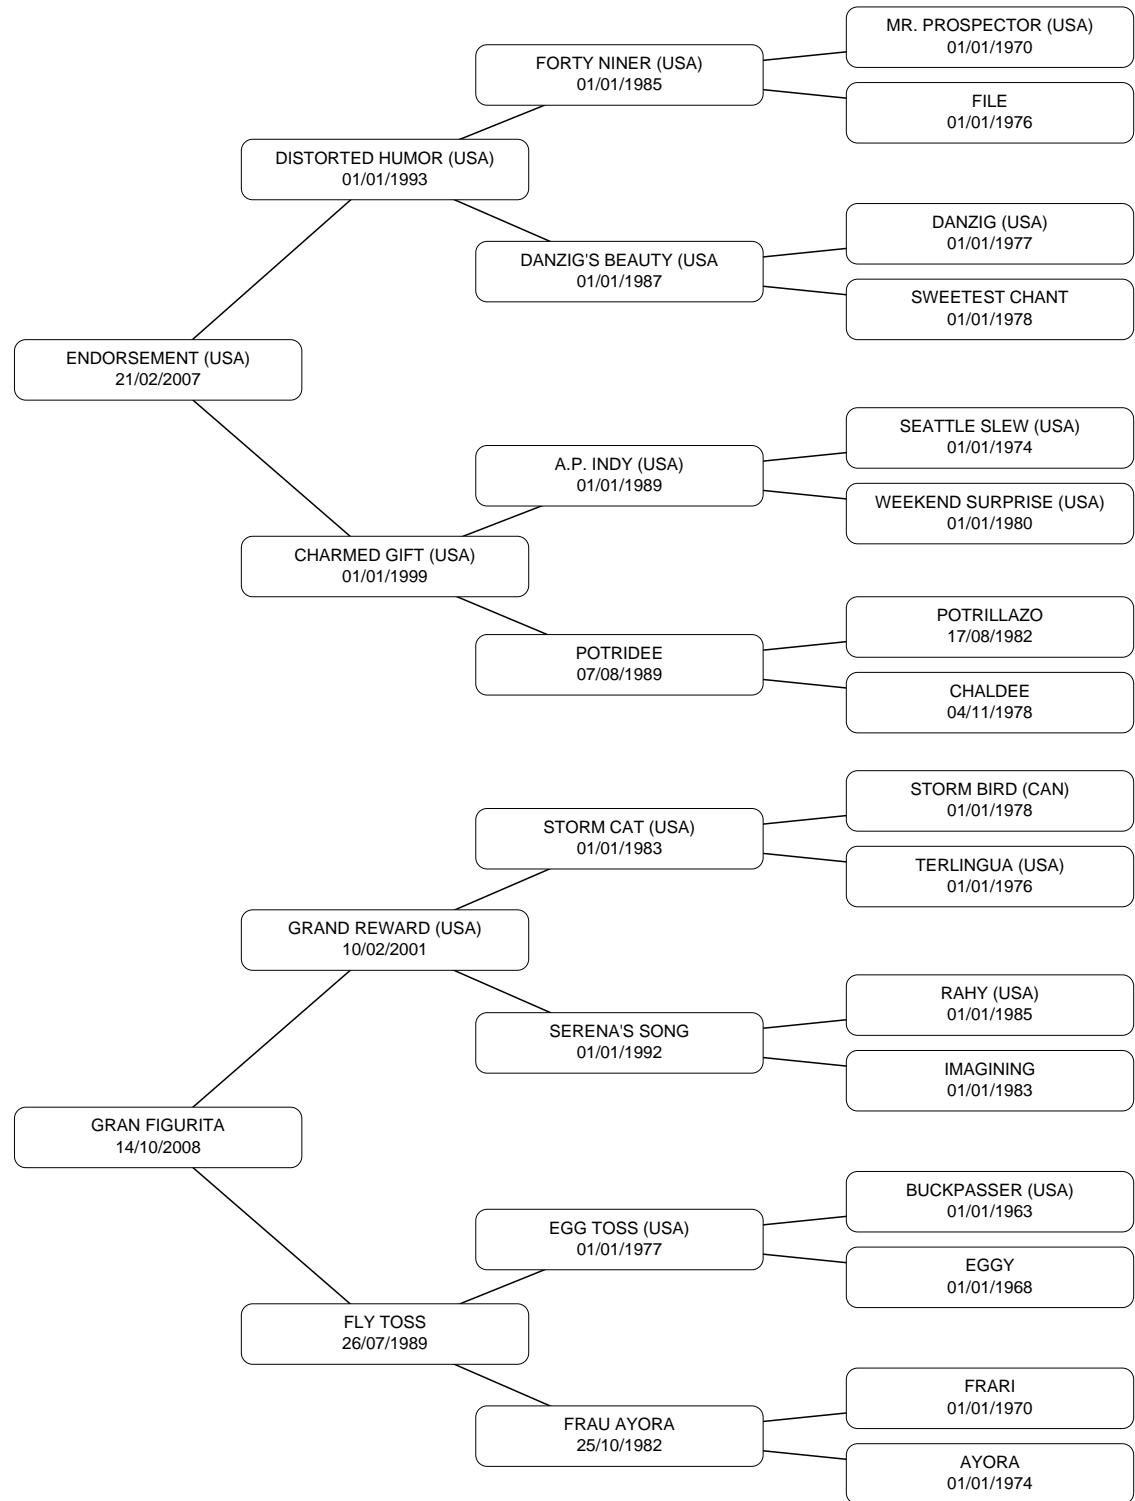 MR. PROSPECTOR (USA)
01/01/1970
FORTY NINER (USA)
01/01/1985
FILE
01/01/1976
DISTORTED HUMOR (USA)
01/01/1993
DANZIG (USA)
01/01/1977
DANZIG'S BEAUTY (USA
01/01/1987
SWEETEST CHANT
01/01/1978
ENDORSEMENT (USA)
21/02/2007
SEATTLE SLEW (USA)
01/01/1974
A.P. INDY (USA)
01/01/1989
WEEKEND SURPRISE (USA)
01/01/1980
CHARMED GIFT (USA)
01/01/1999
POTRILLAZO
17/08/1982
POTRIDEE
07/08/1989
CHALDEE
04/11/1978
STORM BIRD (CAN)
01/01/1978
STORM CAT (USA)
01/01/1983
TERLINGUA (USA)
01/01/1976
GRAND REWARD (USA)
10/02/2001
RAHY (USA)
01/01/1985
SERENA'S SONG
01/01/1992
IMAGINING
01/01/1983
GRAN FIGURITA
14/10/2008
BUCKPASSER (USA)
01/01/1963
EGG TOSS (USA)
01/01/1977
EGGY
01/01/1968
FLY TOSS
26/07/1989
FRARI
01/01/1970
FRAU AYORA
25/10/1982
AYORA
01/01/1974